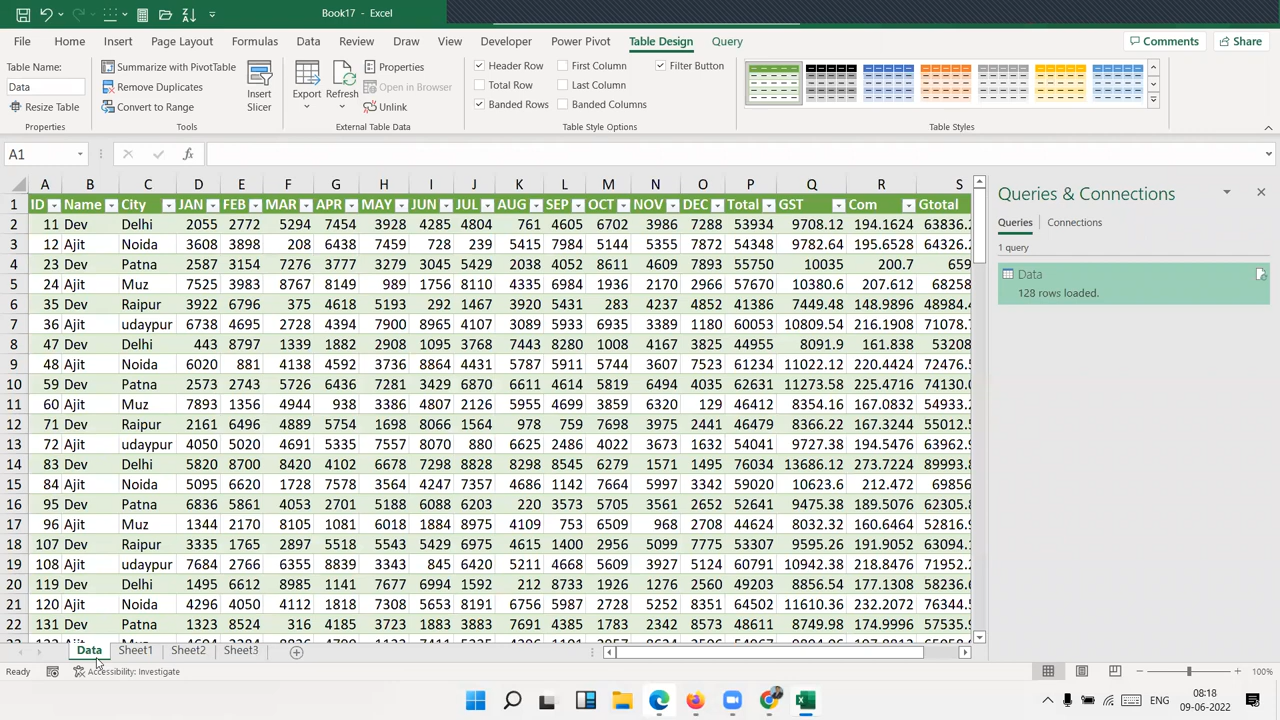 Book17 - Excel
File Home Insert Page Layout Formulas Data Review View Draw Developer Power Pivot Table Design Query Comments Share
Table Name:
Data
Resize Table
Properties
Summarize with PivotTable
Remove Duplicates
Convert to Range
Tools
Insert Slicer
Export Refresh
Properties
Open in Browser
Unlink
External Table Data
Header Row First Column Filter Button
Total Row Last Column
Banded Rows Banded Columns
Table Style Options
Table Styles
A1 fx
A B C D E F G H I J K L M N O P Q R S
1 ID Name City JAN FEB MAR APR MAY JUN JUL AUG SEP OCT NOV DEC Total GST Com Gtotal
2 11 Dev Delhi 2055 2772 5294 7454 3928 4285 4804 761 4605 6702 3986 7288 53934 9708.12 194.1624 63836.
3 12 Ajit Noida 3608 3898 208 6438 7459 728 239 5415 7984 5144 5355 7872 54348 9782.64 195.6528 64326.
4 23 Dev Patna 2587 3154 7276 3777 3279 3045 5429 2038 4052 8611 4609 7893 55750 10035 200.7 659
5 24 Ajit Muz 7525 3983 8767 8149 989 1756 8110 4335 6984 1936 2170 2966 57670 10380.6 207.612 68258
6 35 Dev Raipur 3922 6796 375 4618 5193 292 1467 3920 5431 283 4237 4852 41386 7449.48 148.9896 48984.
7 36 Ajit udaypur 6738 4695 2728 4394 7900 8965 4107 3089 5933 6935 3389 1180 60053 10809.54 216.1908 71078.
8 47 Dev Delhi 443 8797 1339 1882 2908 1095 3768 7443 8280 1008 4167 3825 44955 8091.9 161.838 53208
9 48 Ajit Noida 6020 881 4138 4592 3736 8864 4431 5787 5911 5744 3607 7523 61234 11022.12 220.4424 72476.
10 59 Dev Patna 2573 2743 5726 6436 7281 3429 6870 6611 4614 5819 6494 4035 62631 11273.58 225.4716 74130.
11 60 Ajit Muz 7893 1356 4944 938 3386 4807 2126 5955 4699 3859 6320 129 46412 8354.16 167.0832 54933.
12 71 Dev Raipur 2161 6496 4889 5754 1698 8066 1564 978 759 7698 3975 2441 46479 8366.22 167.3244 55012.
13 72 Ajit udaypur 4050 5020 4691 5335 7557 8070 880 6625 2486 4022 3673 1632 54041 9727.38 194.5476 63962.
14 83 Dev Delhi 5820 8700 8420 4102 6678 7298 8828 8298 8545 6279 1571 1495 76034 13686.12 273.7224 89993.
15 84 Ajit Noida 5095 6620 1728 7578 3564 4247 7357 4686 1142 7664 5997 3342 59020 10623.6 212.472 69856
16 95 Dev Patna 6836 5861 4053 2701 5188 6088 6203 220 3573 5705 3561 2652 52641 9475.38 189.5076 62305.
17 96 Ajit Muz 1344 2170 8105 1081 6018 1884 8975 4109 753 6509 968 2708 44624 8032.32 160.6464 52816.
18 107 Dev Raipur 3335 1765 2897 5518 5543 5429 6975 4615 1400 2956 5099 7775 53307 9595.26 191.9052 63094.
19 108 Ajit udaypur 7684 2766 6355 8839 3343 845 6420 5211 4668 5609 3927 5124 60791 10942.38 218.8476 71952.
20 119 Dev Delhi 1495 6612 8985 1141 7677 6994 1592 212 8733 1926 1276 2560 49203 8856.54 177.1308 58236.
21 120 Ajit Noida 4296 4050 4112 1818 7308 5653 8191 6756 5987 2728 5252 8351 64502 11610.36 232.2072 76344.
22 131 Dev Patna 1323 8524 316 4185 3723 1883 3883 7691 4385 1783 2342 8573 48611 8749.98 174.9996 57535.
Queries & Connections
Queries Connections
1 query
Data
128 rows loaded.
Data Sheet1 Sheet2 Sheet3
Ready Accessibility: Investigate 100%
ENG
08:18
09-06-2022